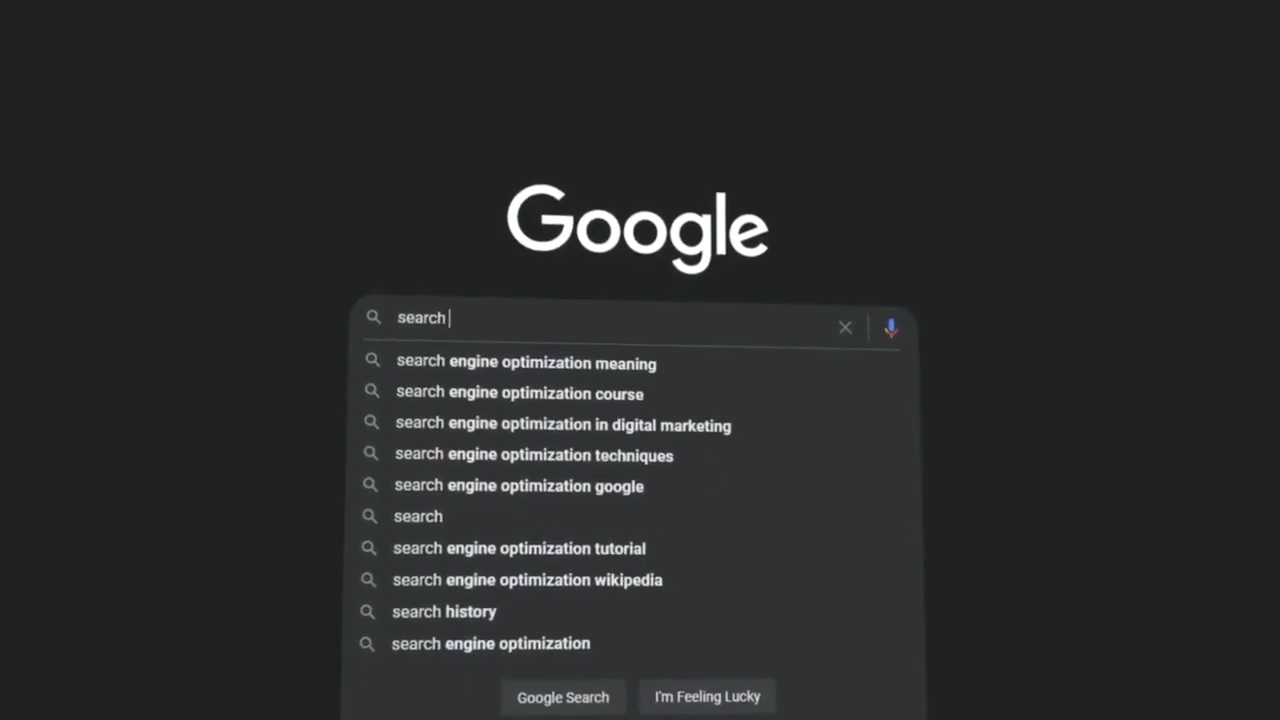 Google
search
search engine optimization meaning
search engine optimization course
search engine optimization in digital marketing
search engine optimization techniques
search engine optimization google
search
search engine optimization tutorial
search engine optimization wikipedia
search history
search engine optimization
Google Search
I'm Feeling Lucky